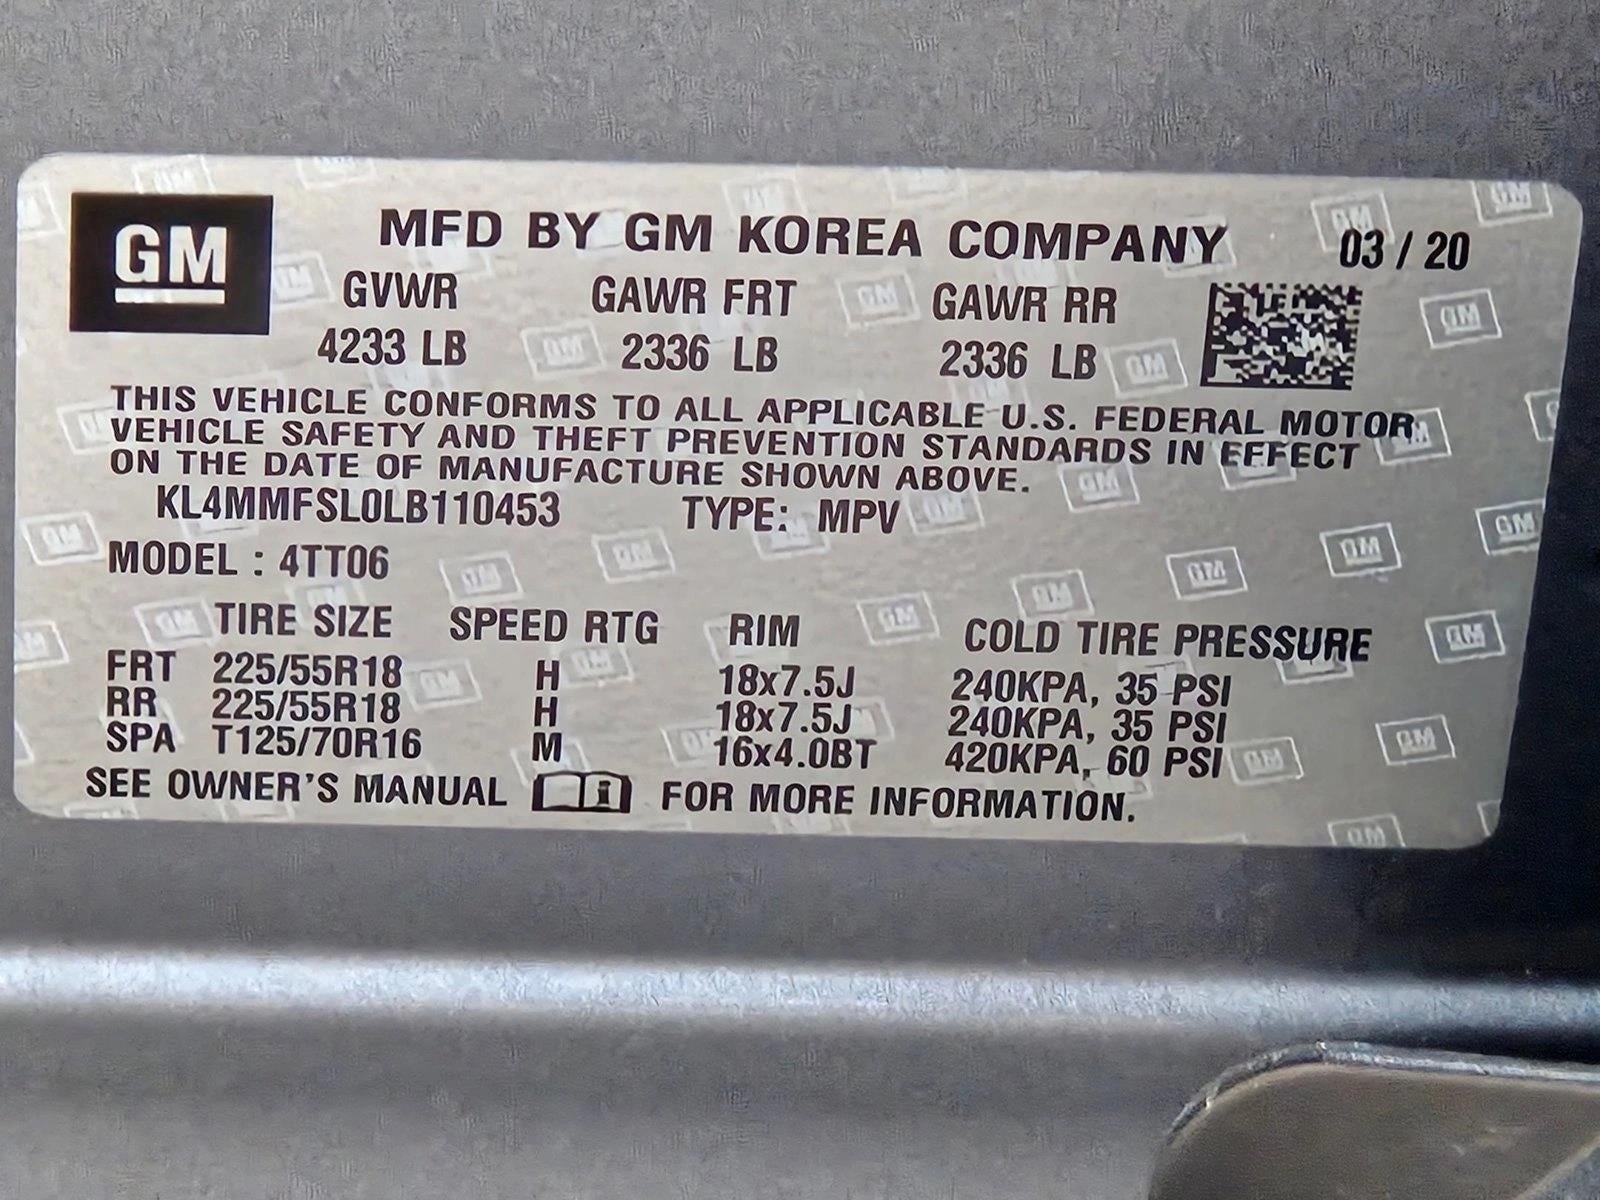 GM
MFD BY GM KOREA COMPANY 03 / 20
GVWR GAWR FRT GAWR RR
4233 LB 2336 LB 2336 LB
THIS VEHICLE CONFORMS TO ALL APPLICABLE U.S. FEDERAL MOTOR
VEHICLE SAFETY AND THEFT PREVENTION STANDARDS IN EFFECT
ON THE DATE OF MANUFACTURE SHOWN ABOVE.
KL4MMFSL0LB110453 TYPE: MPV
MODEL : 4TT06
TIRE SIZE SPEED RTG RIM COLD TIRE PRESSURE
FRT 225/55R18 H 18x7.5J 240KPA, 35 PSI
RR 225/55R18 H 18x7.5J 240KPA, 35 PSI
SPA T125/70R16 M 16x4.0BT 420KPA, 60 PSI
SEE OWNER'S MANUAL i FOR MORE INFORMATION.